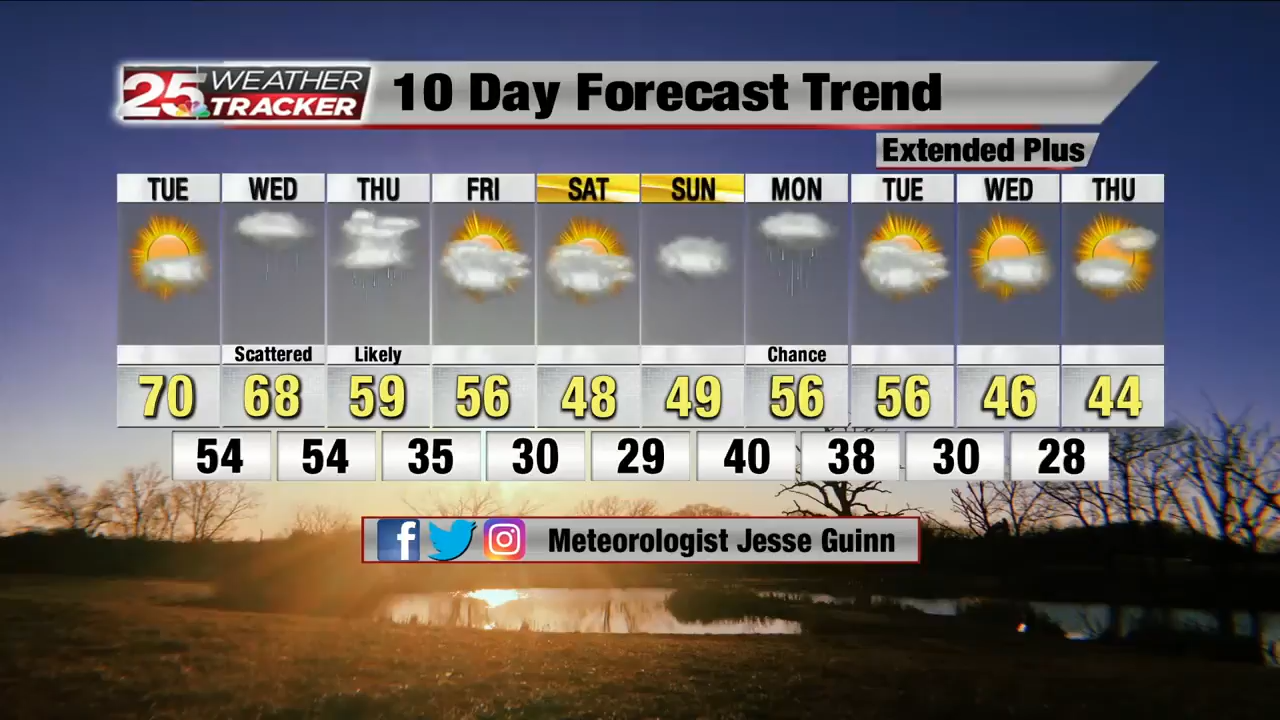 25 WEATHER
TRACKER
10 Day Forecast Trend
Extended Plus
TUE WED THU FRI SAT SUN MON TUE WED THU
Scattered Likely Chance
70 68 59 56 48 49 56 56 46 44
54 54 35 30 29 40 38 30 28
f Meteorologist Jesse Guinn